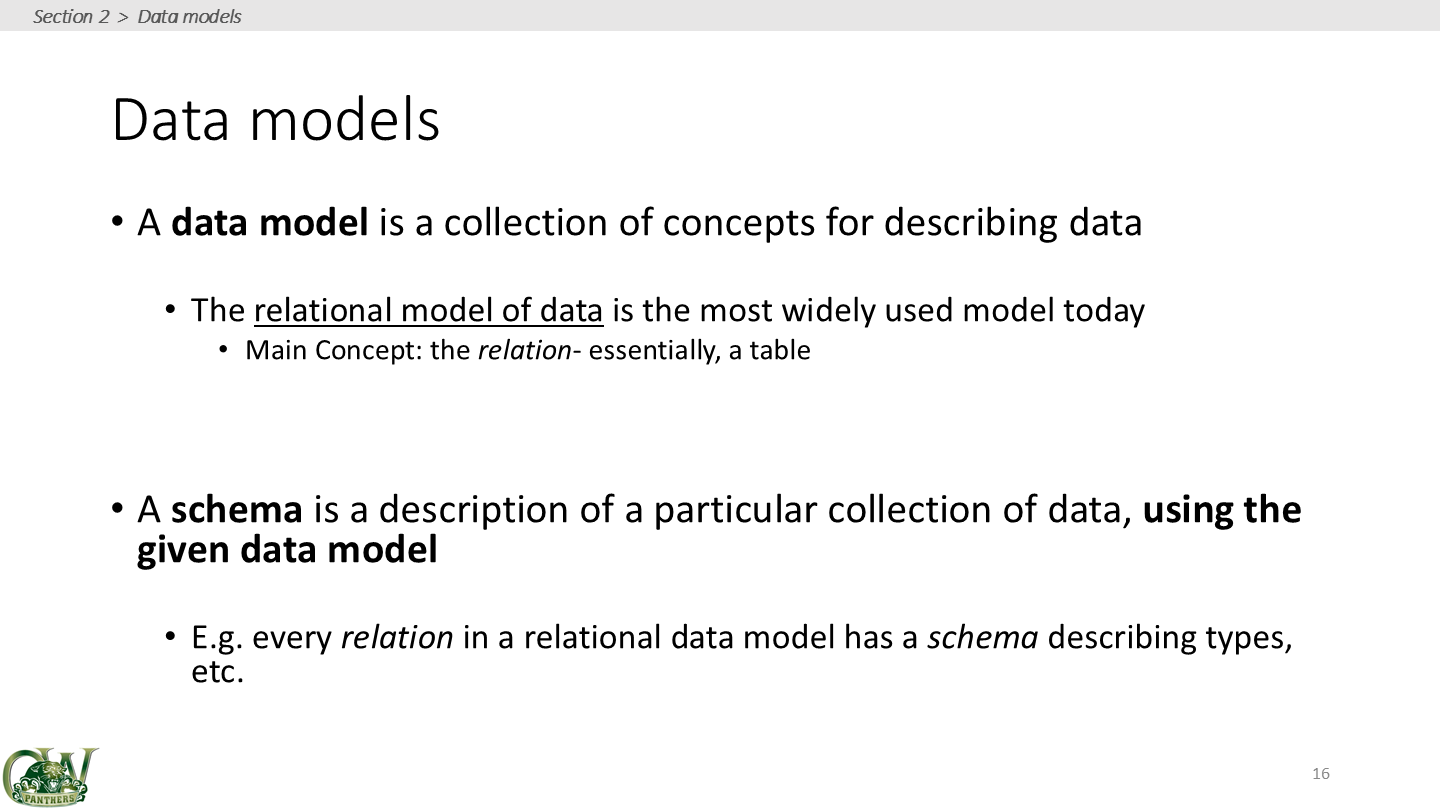 Section 2 > Data models
Data models
• A data model is a collection of concepts for describing data
• The relational model of data is the most widely used model today
• Main Concept: the relation- essentially, a table
• A schema is a description of a particular collection of data, using the
given data model
• E.g. every relation in a relational data model has a schema describing types,
etc.
OW
PANTHERS
16